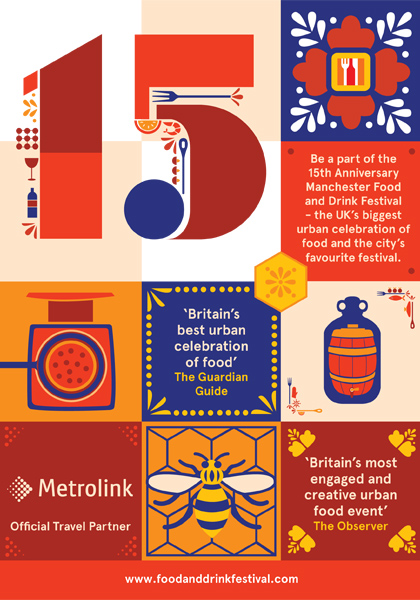 15
Be a part of the
15th Anniversary
Manchester Food
and Drink Festival
– the UK's biggest
urban celebration of
food and the city's
favourite festival.
‘Britain's
best urban
celebration
of food’
The Guardian
Guide
Metrolink
Official Travel Partner
‘Britain's most
engaged and
creative urban
food event’
The Observer
www.foodanddrinkfestival.com